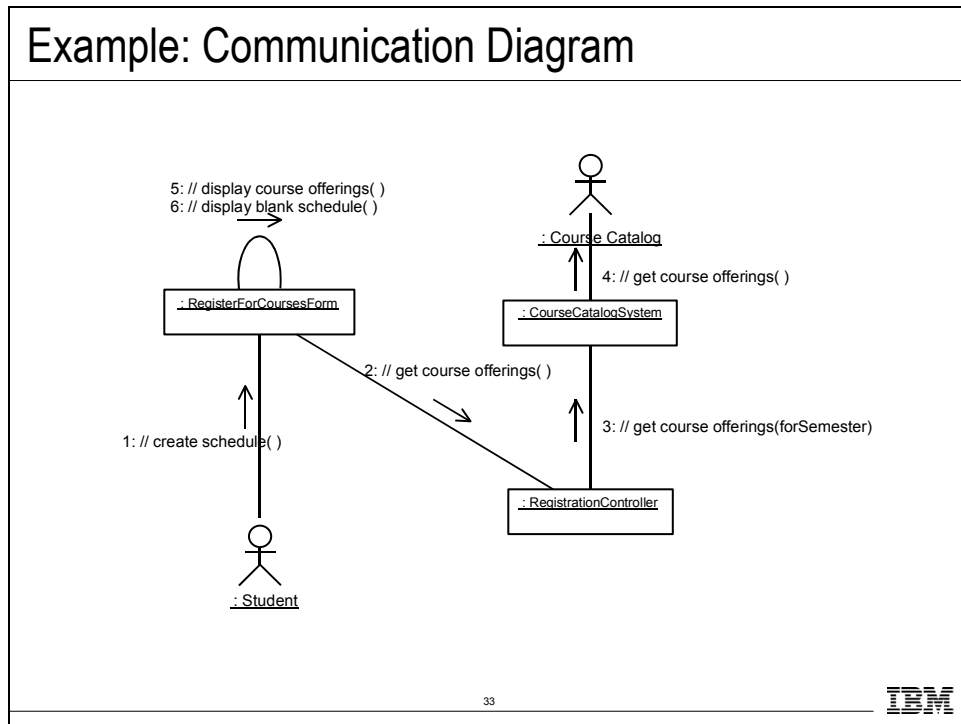 Example: Communication Diagram
5: // display course offerings( )
6: // display blank schedule( )
: Course Catalog
4: // get course offerings( )
: RegisterForCoursesForm
: CourseCatalogSystem
2: // get course offerings( )
3: // get course offerings(forSemester)
1: // create schedule( )
: RegistrationController
: Student
33
IBM